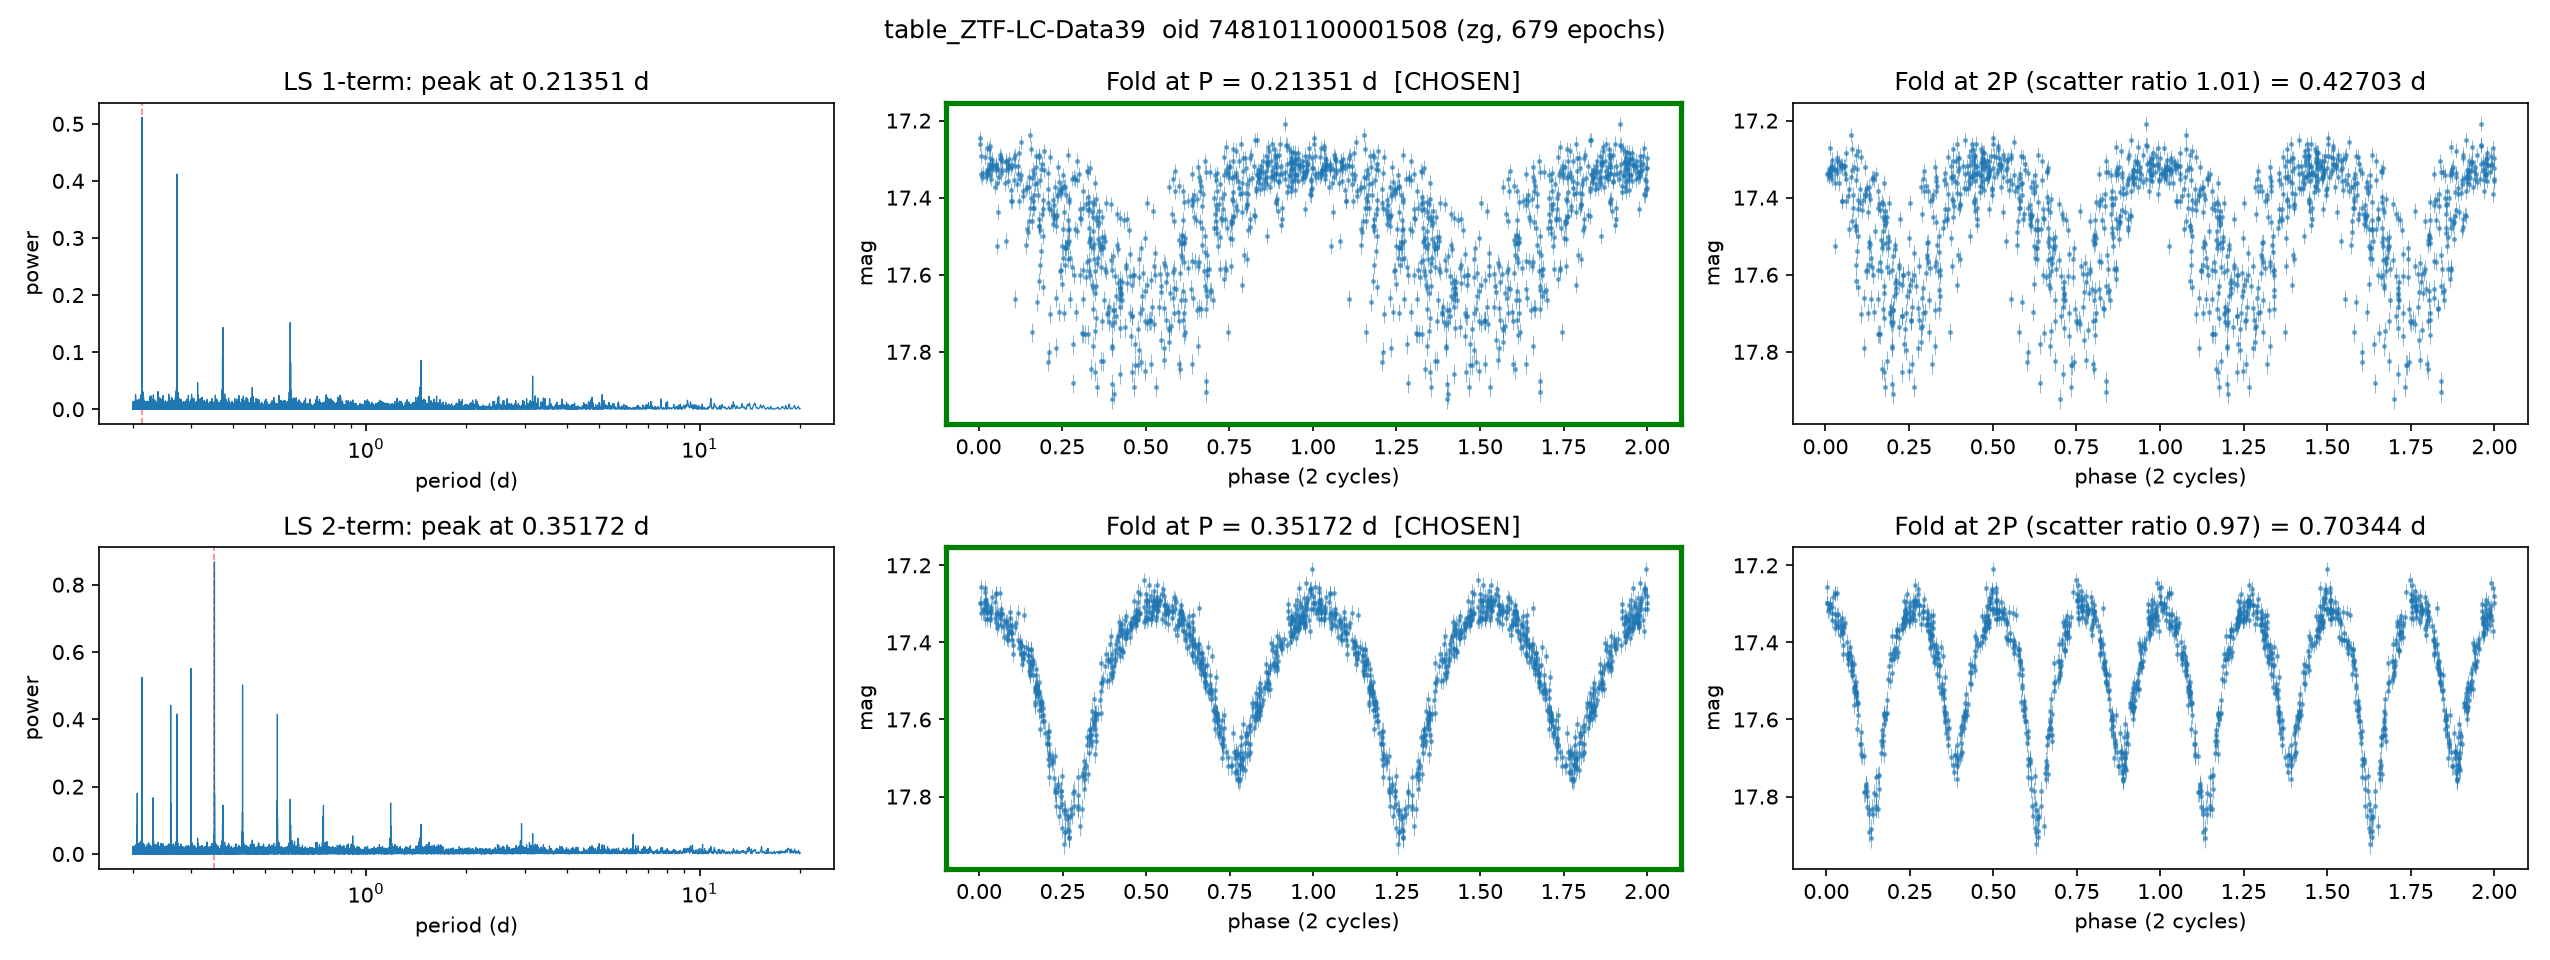 table_ZTF-LC-Data39  oid 748101100001508 (zg, 679 epochs)
LS 1-term: peak at 0.21351 d
0.5
0.4
0.3
0.2
0.1
0.0
power
10^0
10^1
period (d)
Fold at P = 0.21351 d  [CHOSEN]
17.2
17.4
17.6
17.8
mag
0.00 0.25 0.50 0.75 1.00 1.25 1.50 1.75 2.00
phase (2 cycles)
Fold at 2P (scatter ratio 1.01) = 0.42703 d
17.2
17.4
17.6
17.8
mag
0.00 0.25 0.50 0.75 1.00 1.25 1.50 1.75 2.00
phase (2 cycles)
LS 2-term: peak at 0.35172 d
0.8
0.6
0.4
0.2
0.0
power
10^0
10^1
period (d)
Fold at P = 0.35172 d  [CHOSEN]
17.2
17.4
17.6
17.8
mag
0.00 0.25 0.50 0.75 1.00 1.25 1.50 1.75 2.00
phase (2 cycles)
Fold at 2P (scatter ratio 0.97) = 0.70344 d
17.2
17.4
17.6
17.8
mag
0.00 0.25 0.50 0.75 1.00 1.25 1.50 1.75 2.00
phase (2 cycles)